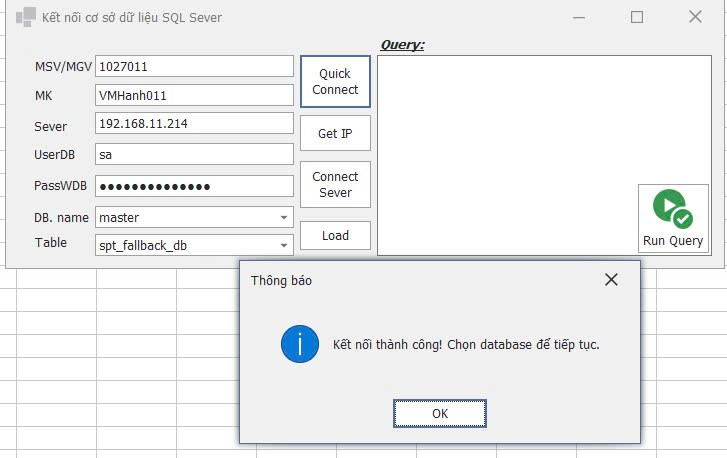 Kết nối cơ sở dữ liệu SQL Sever
Query:
MSV/MGV 1027011
Quick
Connect
MK VMHanh011
Sever 192.168.11.214
Get IP
UserDB sa
PassWDB ●●●●●●●●●●●●●●
Connect
Sever
DB. name master
Table spt_fallback_db
Load
Run Query
Thông báo
Kết nối thành công! Chọn database để tiếp tục.
OK